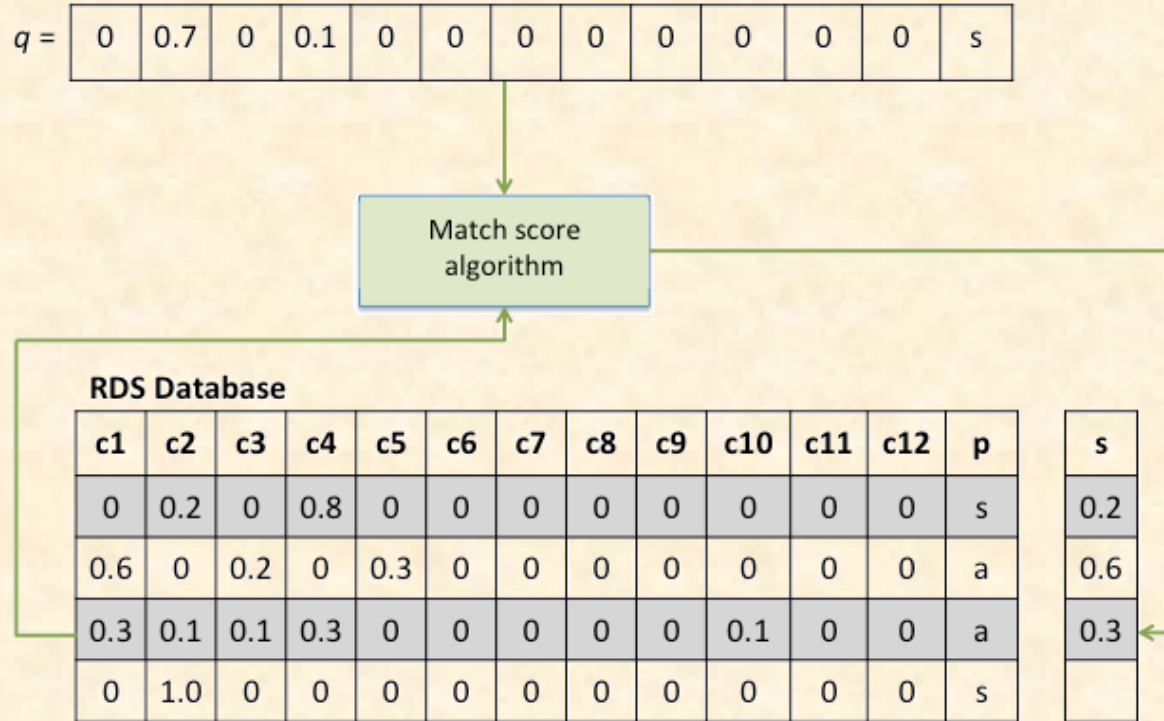 q = 0 0.7 0 0.1 0 0 0 0 0 0 0 0 s
Match score
algorithm
RDS Database
c1 c2 c3 c4 c5 c6 c7 c8 c9 c10 c11 c12 p s
0 0.2 0 0.8 0 0 0 0 0 0 0 0 s 0.2
0.6 0 0.2 0 0.3 0 0 0 0 0 0 0 a 0.6
0.3 0.1 0.1 0.3 0 0 0 0 0 0.1 0 0 a 0.3
0 1.0 0 0 0 0 0 0 0 0 0 0 s